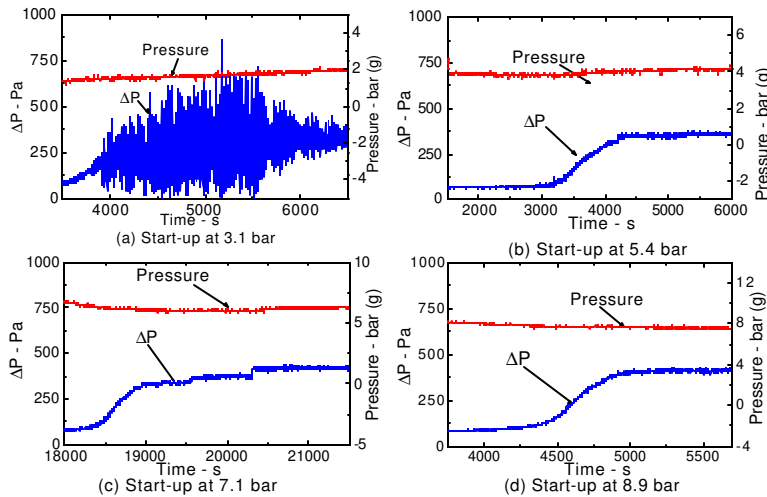 1000
750
500
250
0
ΔP - Pa
Pressure
ΔP
4
2
0
-2
-4
Pressure - bar (g)
4000 5000 6000
Time - s
(a) Start-up at 3.1 bar
1000
750
500
250
0
ΔP - Pa
Pressure
ΔP
6
4
2
0
-2
Pressure - bar (g)
2000 3000 4000 5000 6000
Time - s
(b) Start-up at 5.4 bar
1000
750
500
250
0
ΔP - Pa
Pressure
ΔP
10
5
0
-5
Pressure - bar (g)
18000 19000 20000 21000
Time - s
(c) Start-up at 7.1 bar
1000
750
500
250
0
ΔP - Pa
Pressure
ΔP
12
8
4
0
-4
Pressure - bar (g)
4000 4500 5000 5500
Time - s
(d) Start-up at 8.9 bar